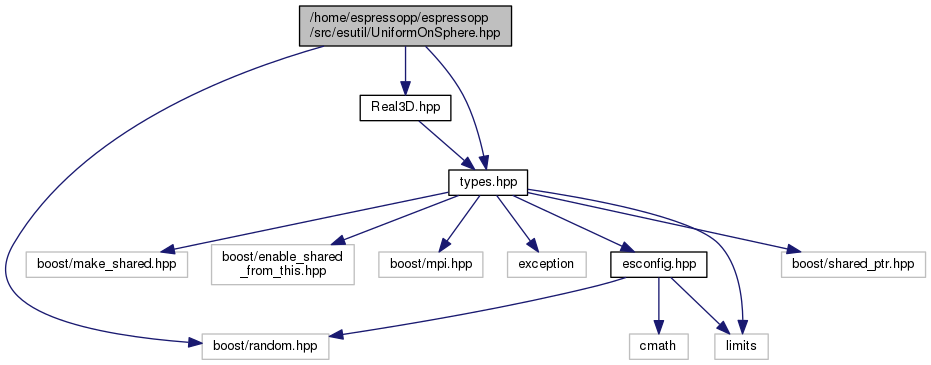 /home/espressopp/espressopp
/src/esutil/UniformOnSphere.hpp
Real3D.hpp
types.hpp
boost/make_shared.hpp
boost/enable_shared
_from_this.hpp
boost/mpi.hpp
exception
esconfig.hpp
boost/shared_ptr.hpp
boost/random.hpp
cmath
limits